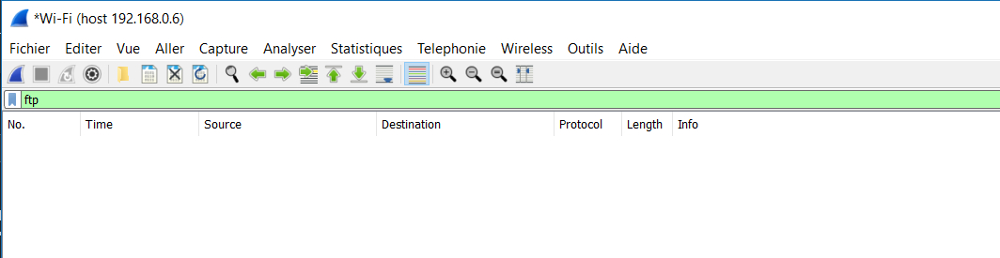 *Wi-Fi (host 192.168.0.6)
Fichier Editer Vue Aller Capture Analyser Statistiques Telephonie Wireless Outils Aide
ftp
No. Time Source Destination Protocol Length Info